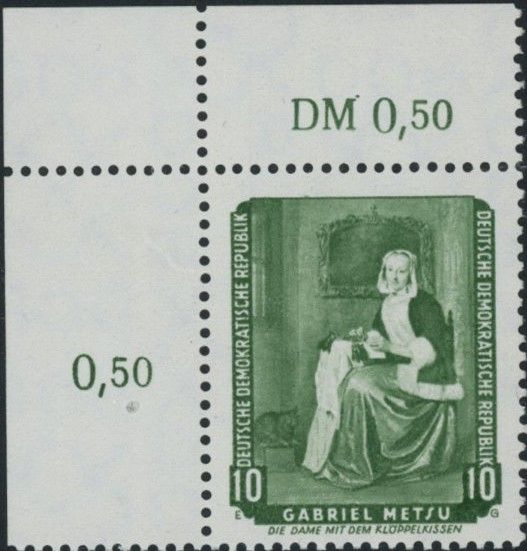 DM 0,50
0,50
DEUTSCHE DEMOKRATISCHE REPUBLIK
DEUTSCHE DEMOKRATISCHE REPUBLIK
10 10
E GABRIEL METSU G
DIE DAME MIT DEM KLÖPPELKISSEN